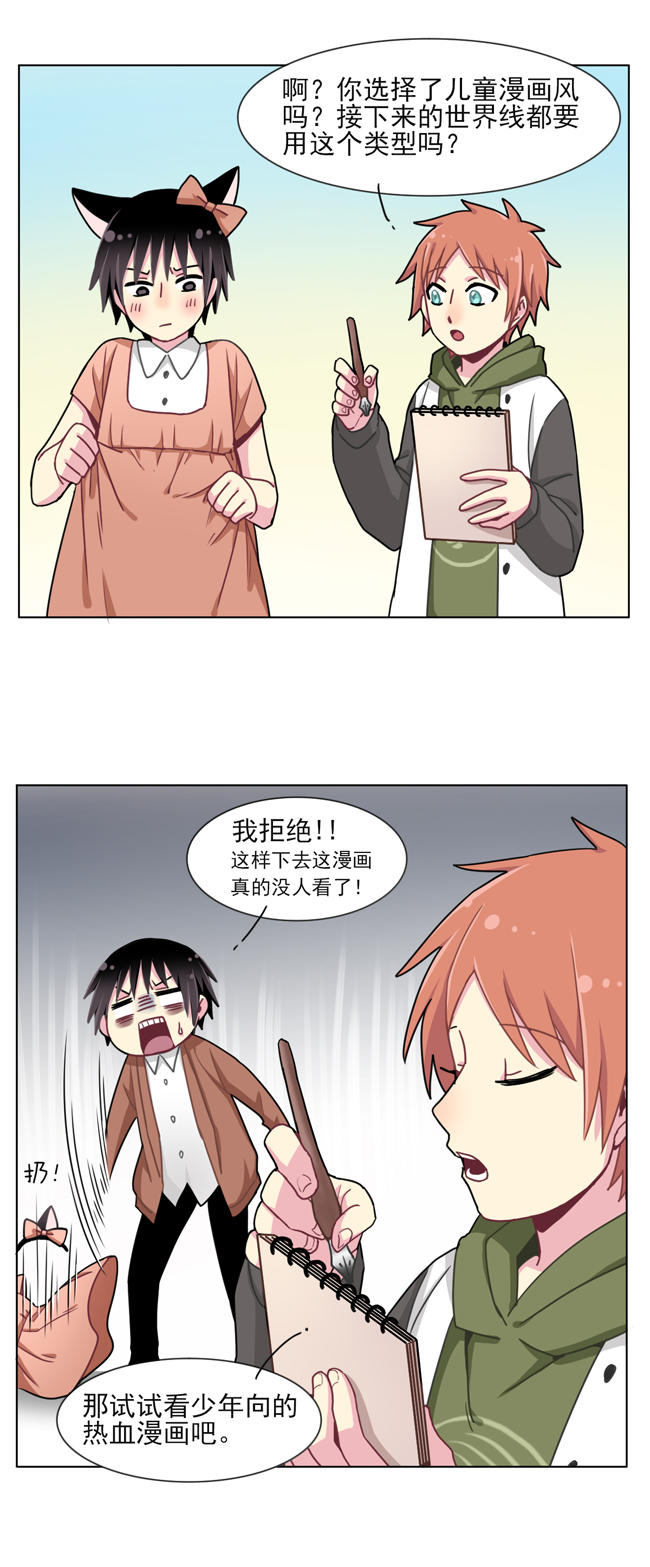 啊？你选择了儿童漫画风
吗？接下来的世界线都要
用这个类型吗？
我拒绝!!
这样下去这漫画
真的没人看了!
扔!
那试试看少年向的
热血漫画吧。